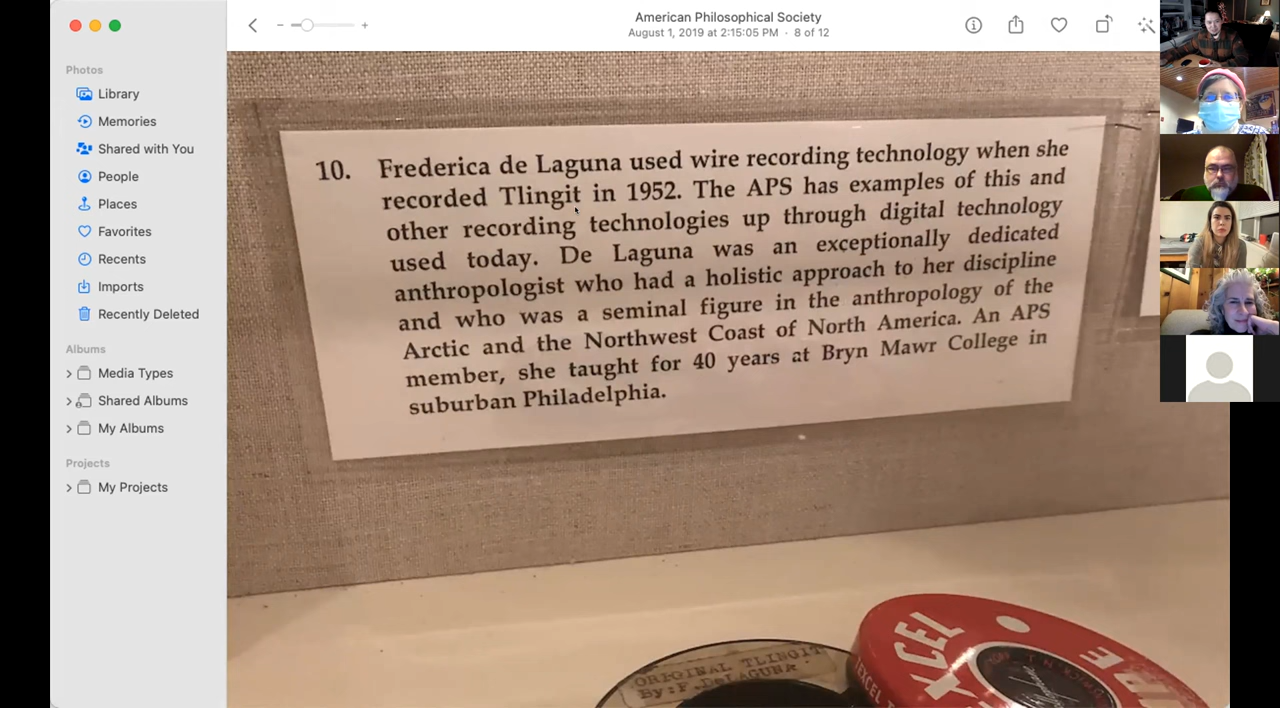 American Philosophical Society
August 1, 2019 at 2:15:05 PM · 8 of 12
Photos
Library
Memories
Shared with You
People
Places
Favorites
Recents
Imports
Recently Deleted
Albums
Media Types
Shared Albums
My Albums
Projects
My Projects
10. Frederica de Laguna used wire recording technology when she
recorded Tlingit in 1952. The APS has examples of this and
other recording technologies up through digital technology
used today. De Laguna was an exceptionally dedicated
anthropologist who had a holistic approach to her discipline
and who was a seminal figure in the anthropology of the
Arctic and the Northwest Coast of North America. An APS
member, she taught for 40 years at Bryn Mawr College in
suburban Philadelphia.
ORIGINAL TLINGIT
By: F. DeLAGUNA.
XCEL